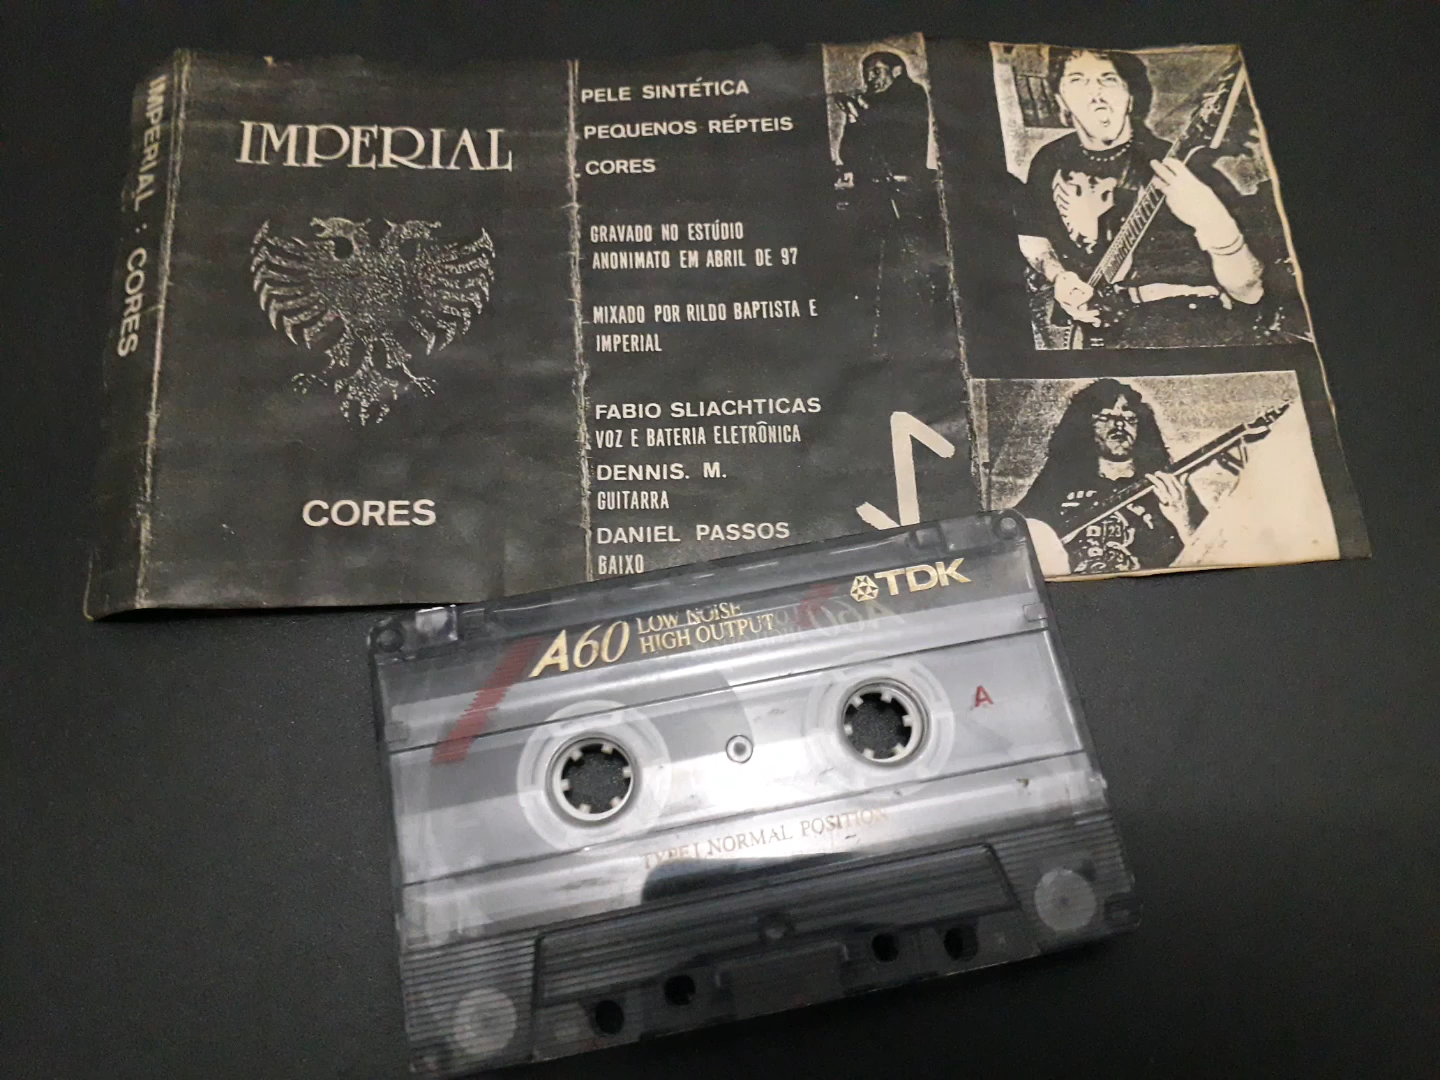 IMPERIAL : CORES
IMPERIAL
CORES
PELE SINTÉTICA
PEQUENOS RÉPTEIS
CORES
GRAVADO NO ESTÚDIO
ANONIMATO EM ABRIL DE 97
MIXADO POR RILDO BAPTISTA E
IMPERIAL
FABIO SLIACHTICAS
VOZ E BATERIA ELETRÔNICA
DENNIS. M.
GUITARRA
DANIEL PASSOS
BAIXO
TDK
A60
LOW NOISE
HIGH OUTPUT
A
TYPE I NORMAL POSITION